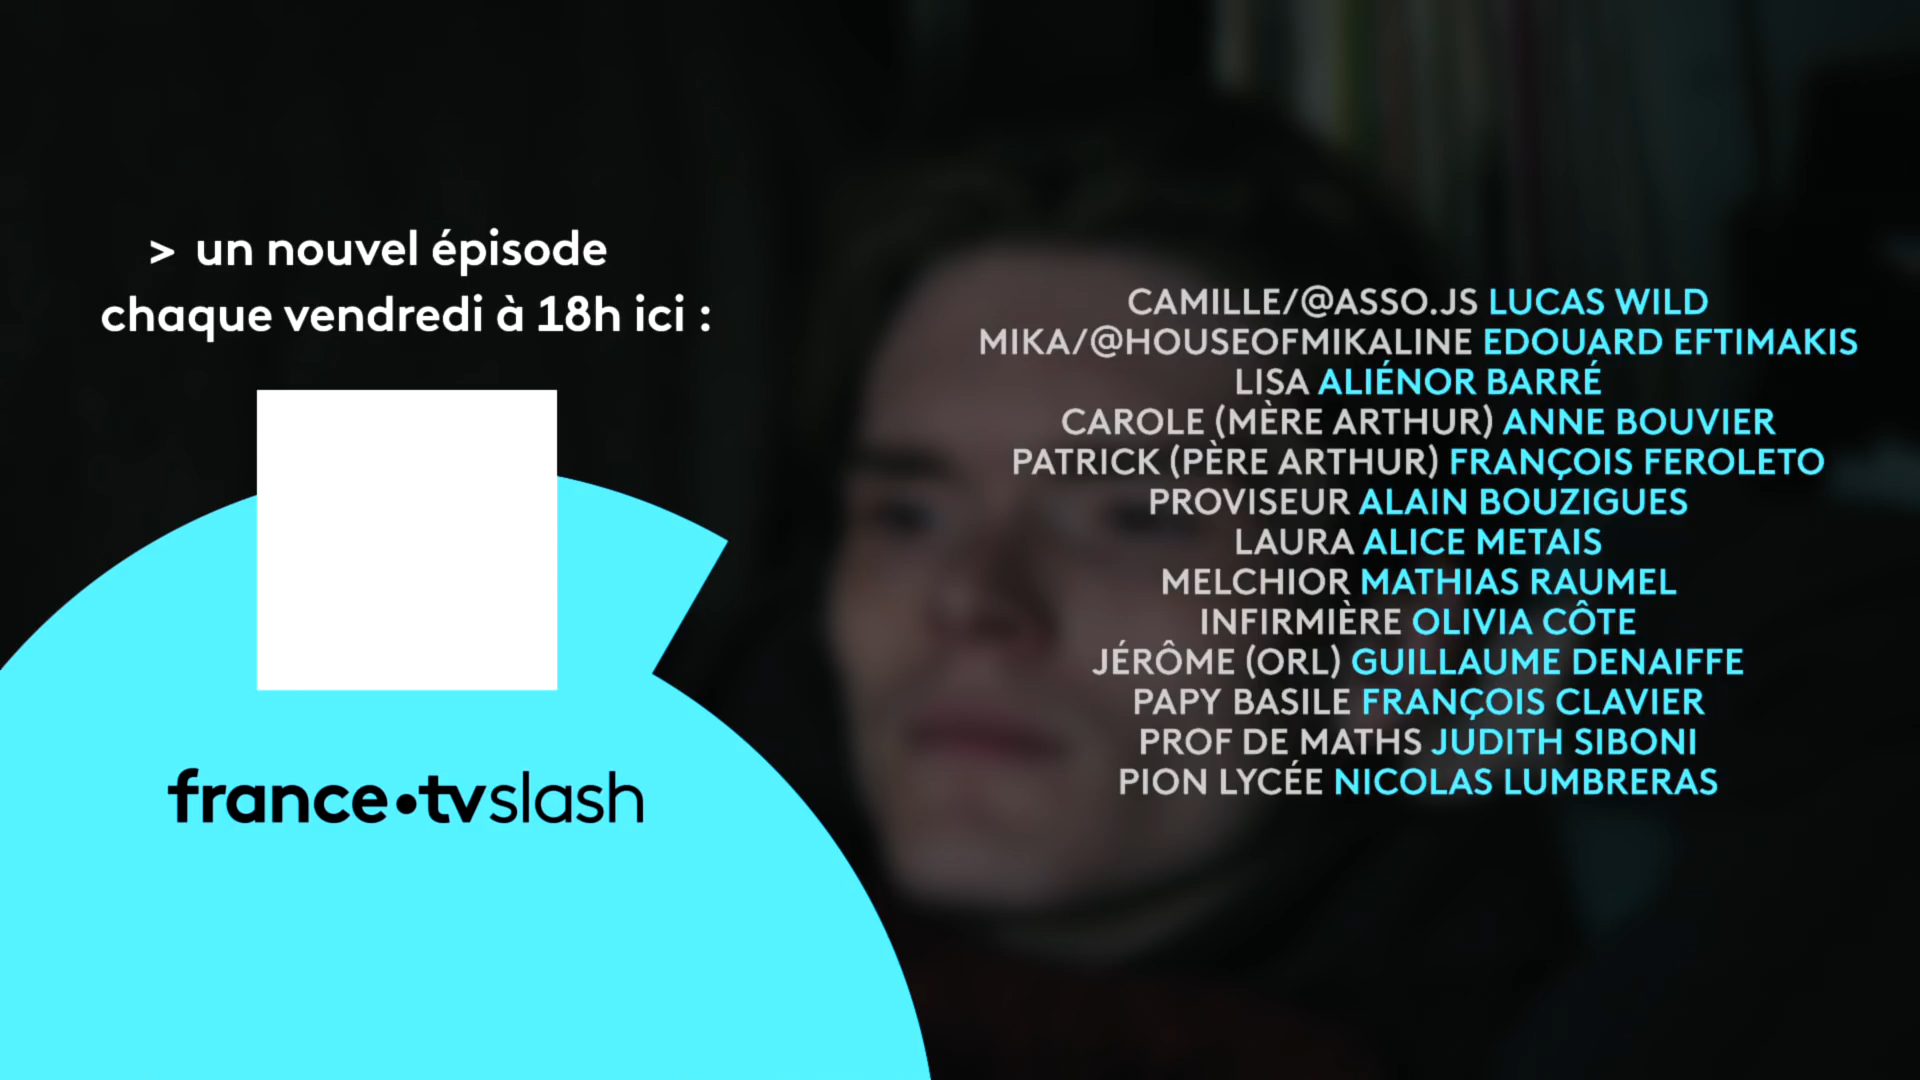 > un nouvel épisode
chaque vendredi à 18h ici :
france•tvslash
CAMILLE/@ASSO.JS LUCAS WILD
MIKA/@HOUSEOFMIKALINE EDOUARD EFTIMAKIS
LISA ALIÉNOR BARRÉ
CAROLE (MÈRE ARTHUR) ANNE BOUVIER
PATRICK (PÈRE ARTHUR) FRANÇOIS FEROLETO
PROVISEUR ALAIN BOUZIGUES
LAURA ALICE METAIS
MELCHIOR MATHIAS RAUMEL
INFIRMIÈRE OLIVIA CÔTE
JÉRÔME (ORL) GUILLAUME DENAIFFE
PAPY BASILE FRANÇOIS CLAVIER
PROF DE MATHS JUDITH SIBONI
PION LYCÉE NICOLAS LUMBRERAS